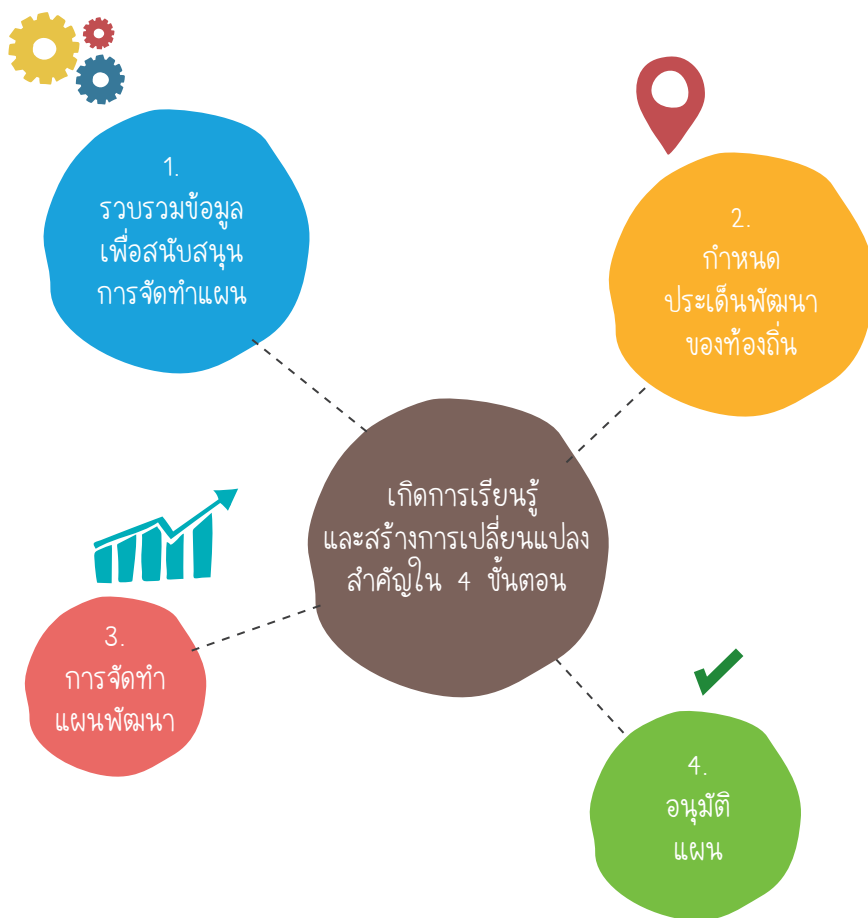 1.
รวบรวมข้อมูล
เพื่อสนับสนุน
การจัดทำแผน
2.
กำหนด
ประเด็นพัฒนา
ของท้องถิ่น
เกิดการเรียนรู้
และสร้างการเปลี่ยนแปลง
สำคัญใน 4 ขั้นตอน
3.
การจัดทำ
แผนพัฒนา
4.
อนุมัติ
แผน